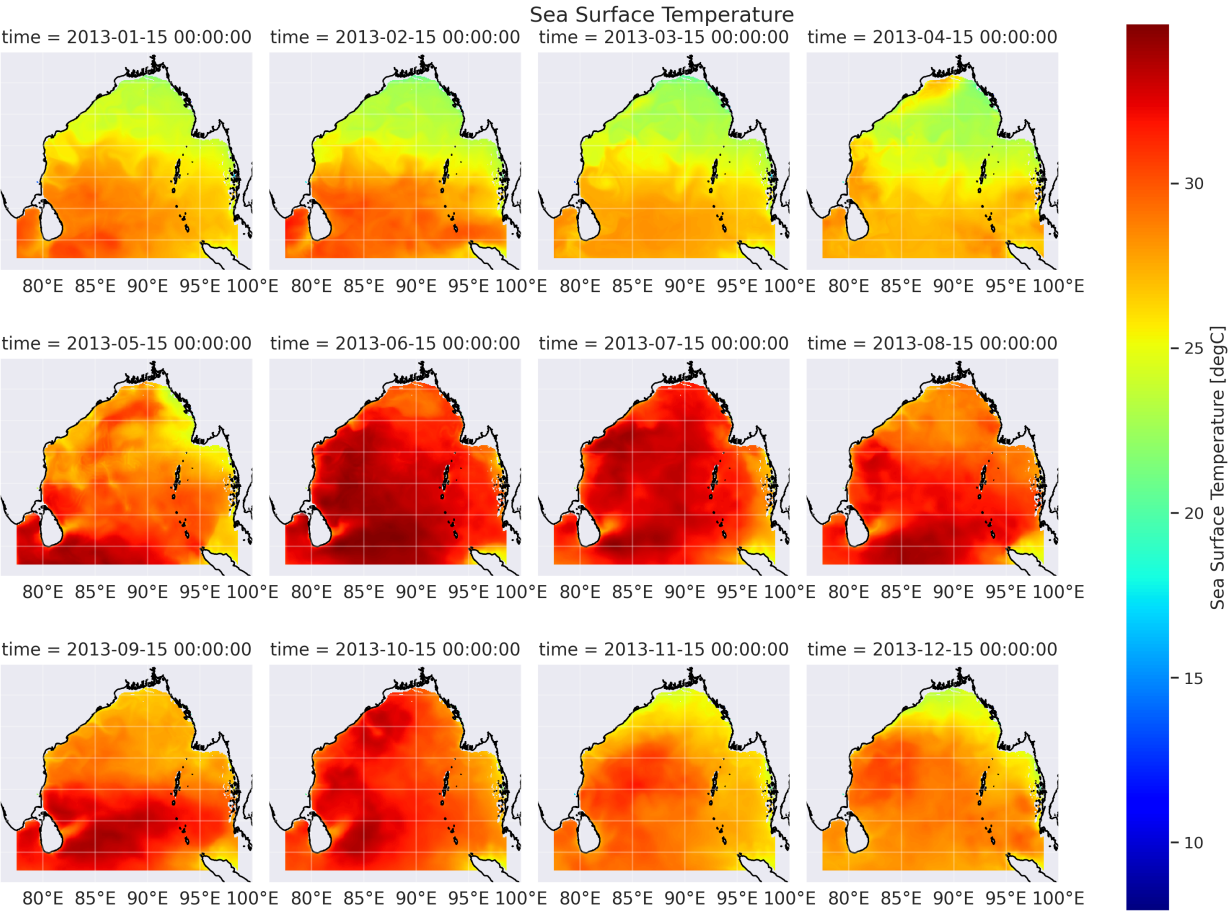 Sea Surface Temperature
time = 2013-01-15 00:00:00 time = 2013-02-15 00:00:00 time = 2013-03-15 00:00:00 time = 2013-04-15 00:00:00
80°E 85°E 90°E 95°E 100°E 80°E 85°E 90°E 95°E 100°E 80°E 85°E 90°E 95°E 100°E 80°E 85°E 90°E 95°E 100°E
time = 2013-05-15 00:00:00 time = 2013-06-15 00:00:00 time = 2013-07-15 00:00:00 time = 2013-08-15 00:00:00
80°E 85°E 90°E 95°E 100°E 80°E 85°E 90°E 95°E 100°E 80°E 85°E 90°E 95°E 100°E 80°E 85°E 90°E 95°E 100°E
time = 2013-09-15 00:00:00 time = 2013-10-15 00:00:00 time = 2013-11-15 00:00:00 time = 2013-12-15 00:00:00
80°E 85°E 90°E 95°E 100°E 80°E 85°E 90°E 95°E 100°E 80°E 85°E 90°E 95°E 100°E 80°E 85°E 90°E 95°E 100°E
30
25
20
15
10
Sea Surface Temperature [degC]